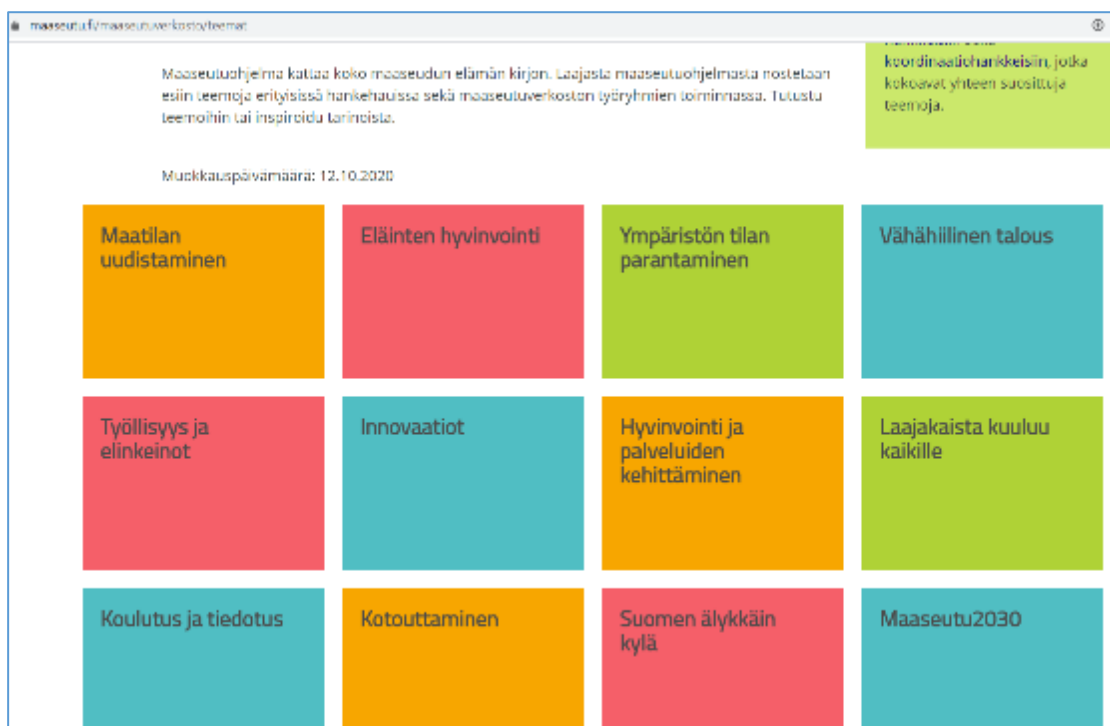 maaseutu.fi/maaseutuverkosto/teemat
koordinaatiohankkeisiin, jotka
kokoavat yhteen suosittuja
teemoja.
Maaseutuohjelma kattaa koko maaseudun elämän kirjon. Laajasta maaseutuohjelmasta nostetaan
esiin teemoja erityisissä hankehauissa sekä maaseutuverkoston työryhmien toiminnassa. Tutustu
teemoihin tai inspiroidu tarinoista.
Muokkauspäivämäärä: 12.10.2020
Maatilan
uudistaminen
Eläinten hyvinvointi
Ympäristön tilan
parantaminen
Vähähiilinen talous
Työllisyys ja
elinkeinot
Innovaatiot
Hyvinvointi ja
palveluiden
kehittäminen
Laajakaista kuuluu
kaikille
Koulutus ja tiedotus
Kotouttaminen
Suomen älykkäin
kylä
Maaseutu2030